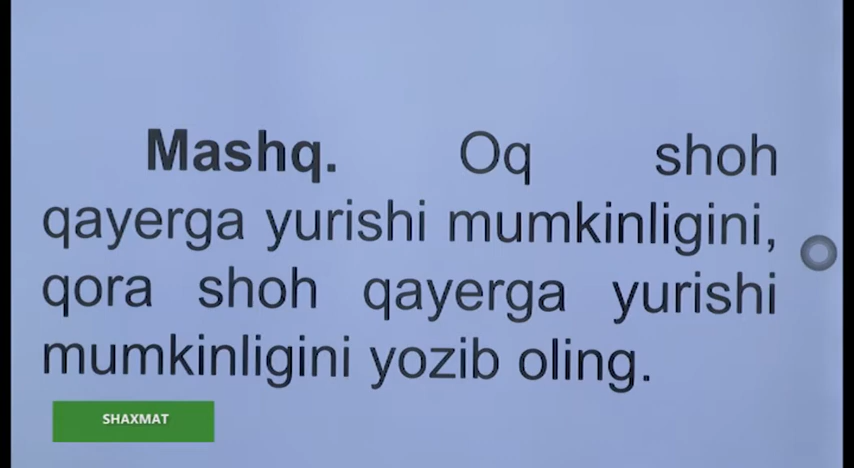 Mashq. Oq shoh
qayerga yurishi mumkinligini,
qora shoh qayerga yurishi
mumkinligini yozib oling.
SHAXMAT